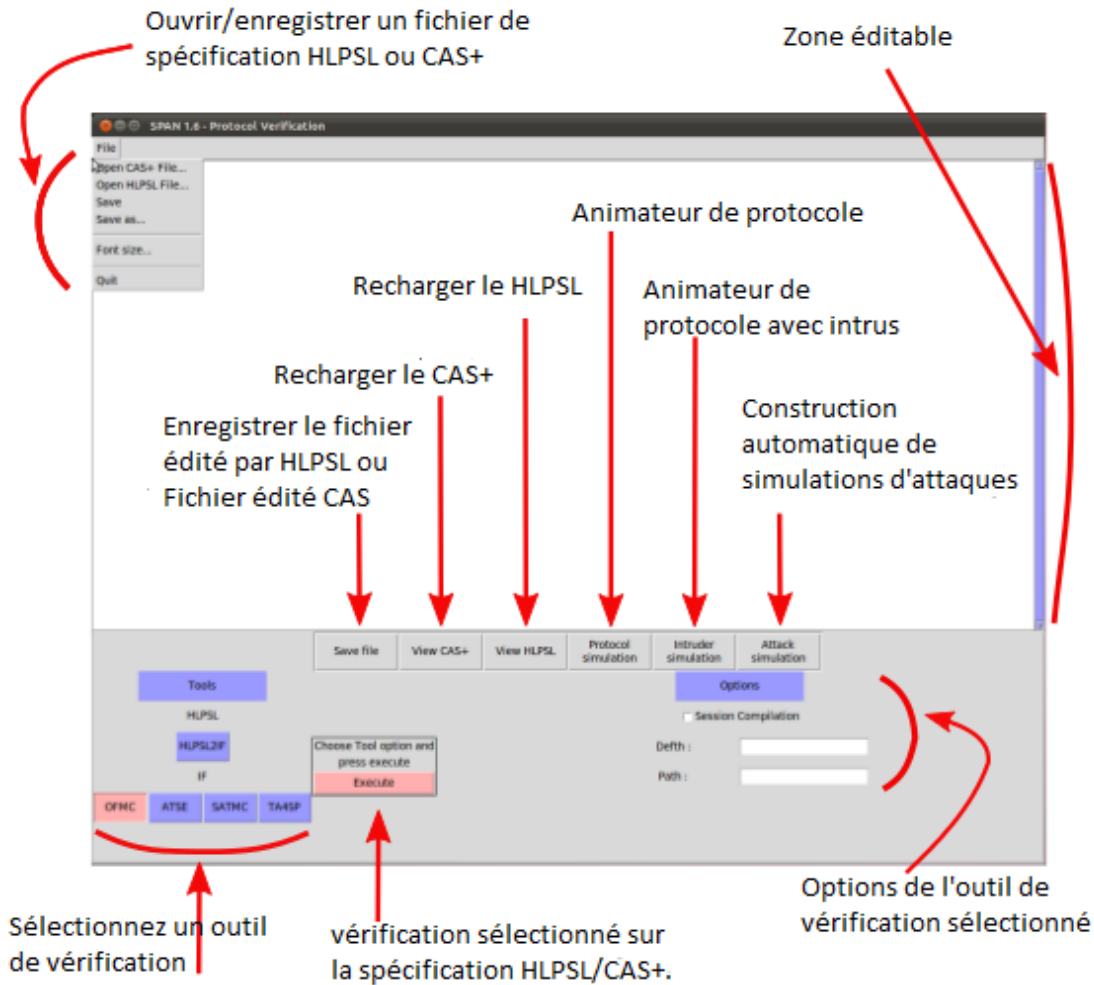 Ouvrir/enregistrer un fichier de
spécification HLPSL ou CAS+
Zone éditable
SPAN 1.6 - Protocol Verification
File
Open CAS+ File...
Open HLPSL File...
Save
Save as...
Font size...
Quit
Animateur de protocole
Recharger le HLPSL
Animateur de
protocole avec intrus
Recharger le CAS+
Construction
automatique de
simulations d'attaques
Enregistrer le fichier
édité par HLPSL ou
Fichier édité CAS
Save file
View CAS+
View HLPSL
Protocol
simulation
Intruder
simulation
Attack
simulation
Tools
Options
HLPSL
Session Compilation
HLPSL2IF
Choose Tool option and
press execute
Execute
Defth :
IF
Path :
OFMC
ATSE
SATMC
TA4SP
Options de l'outil de
vérification sélectionné
Sélectionnez un outil
de vérification
vérification sélectionné sur
la spécification HLPSL/CAS+.